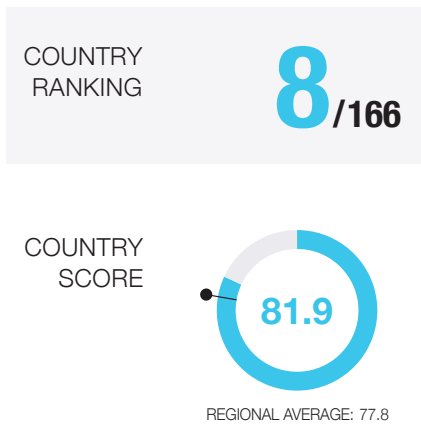 COUNTRY
RANKING
8/166
COUNTRY
SCORE
81.9
REGIONAL AVERAGE: 77.8